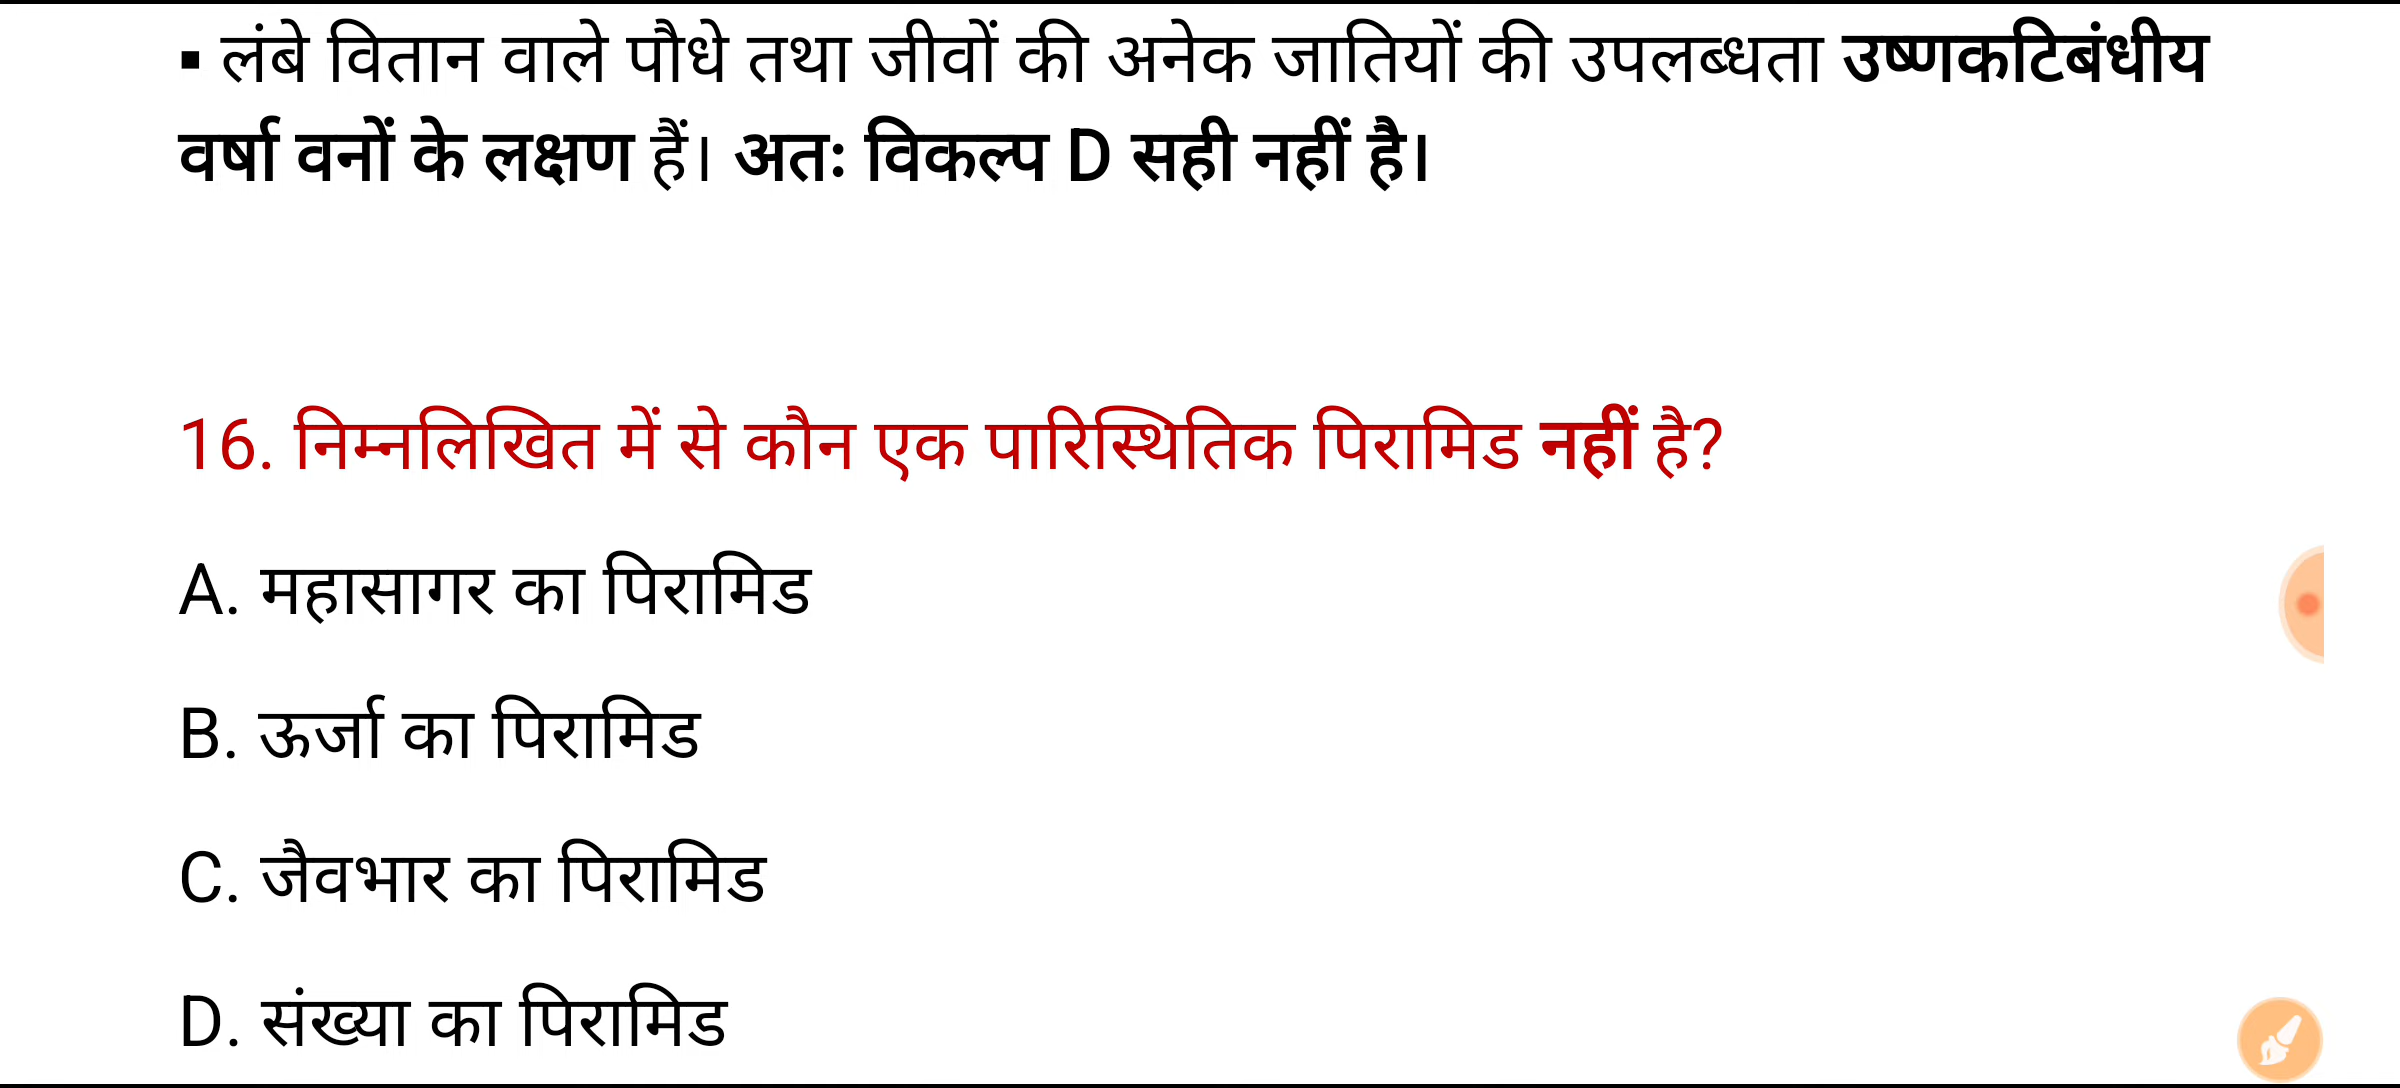 ▪ लंबे वितान वाले पौधे तथा जीवों की अनेक जातियों की उपलब्धता उष्णकटिबंधीय
वर्षा वनों के लक्षण हैं। अतः विकल्प D सही नहीं है।
16. निम्नलिखित में से कौन एक पारिस्थितिक पिरामिड नहीं है?
A. महासागर का पिरामिड
B. ऊर्जा का पिरामिड
C. जैवभार का पिरामिड
D. संख्या का पिरामिड